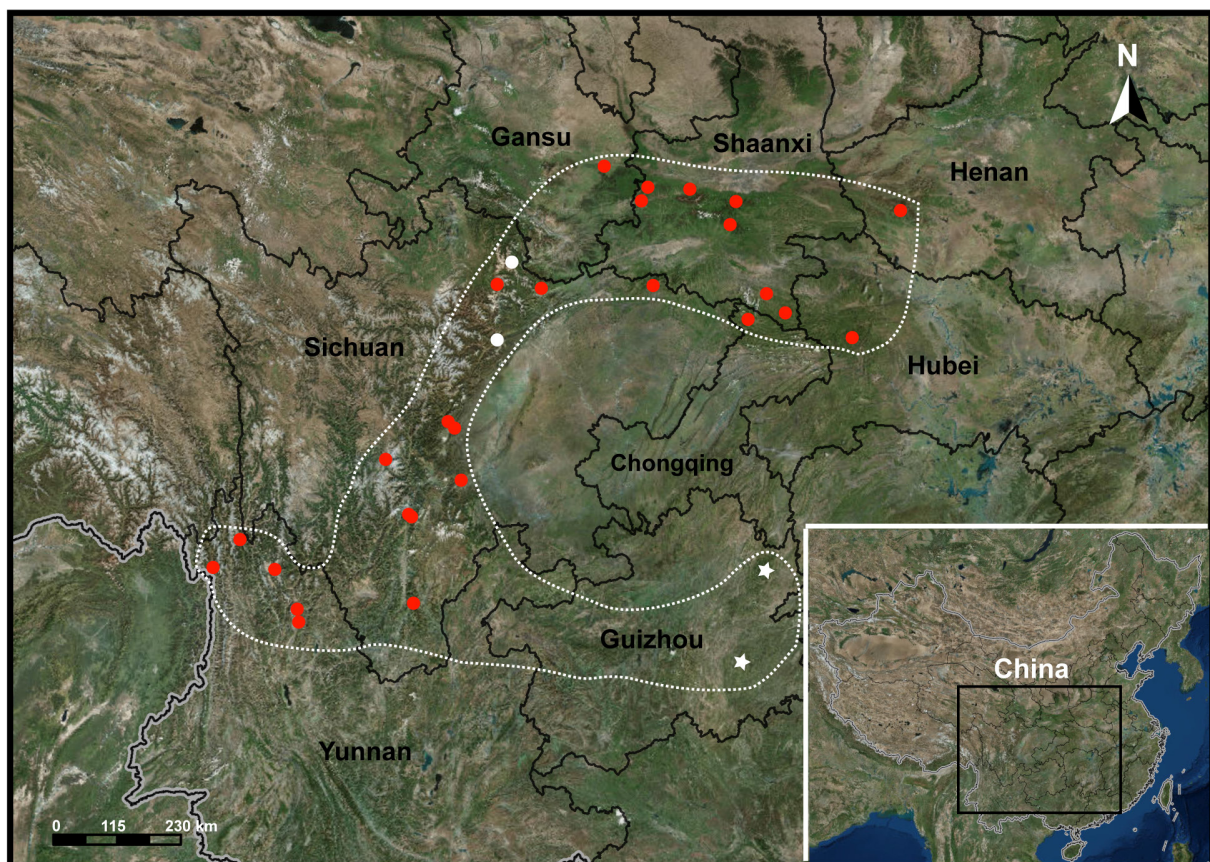 N
Gansu
Shaanxi
Henan
Sichuan
Hubei
Chongqing
Guizhou
China
Yunnan
0 115 230 km